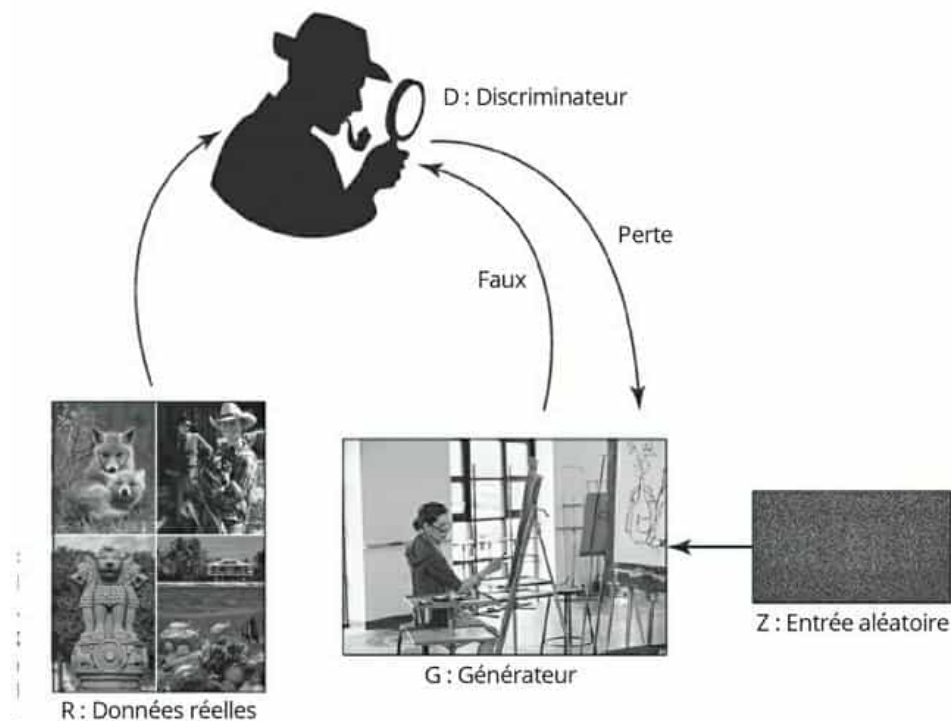 D : Discriminateur
Perte
Faux
Z : Entrée aléatoire
G : Générateur
R : Données réelles